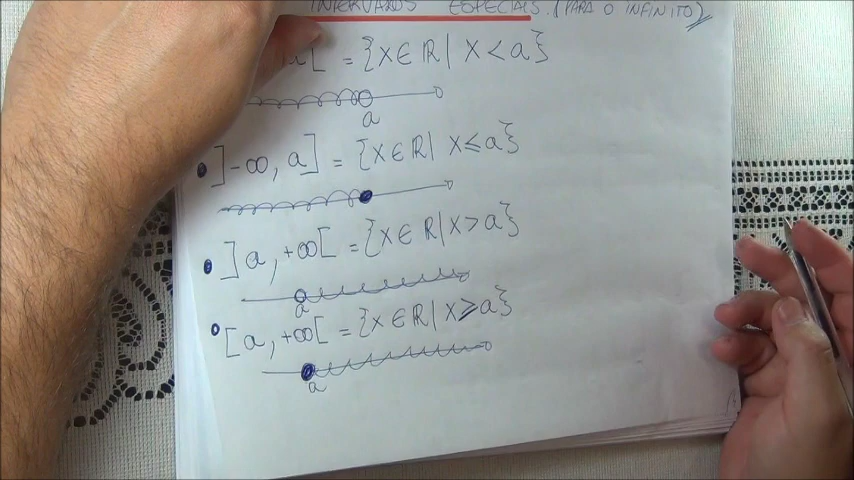 INTERVALOS ESPECIAIS. (PARA O INFINITO)
a[ = {X∈ℝ| X<a}
a
]-∞, a] = {X∈ℝ| X≤a}
]a, +∞[ = {X∈ℝ|X>a}
a
[a, +∞[ = {X∈ℝ| X≥a}
a